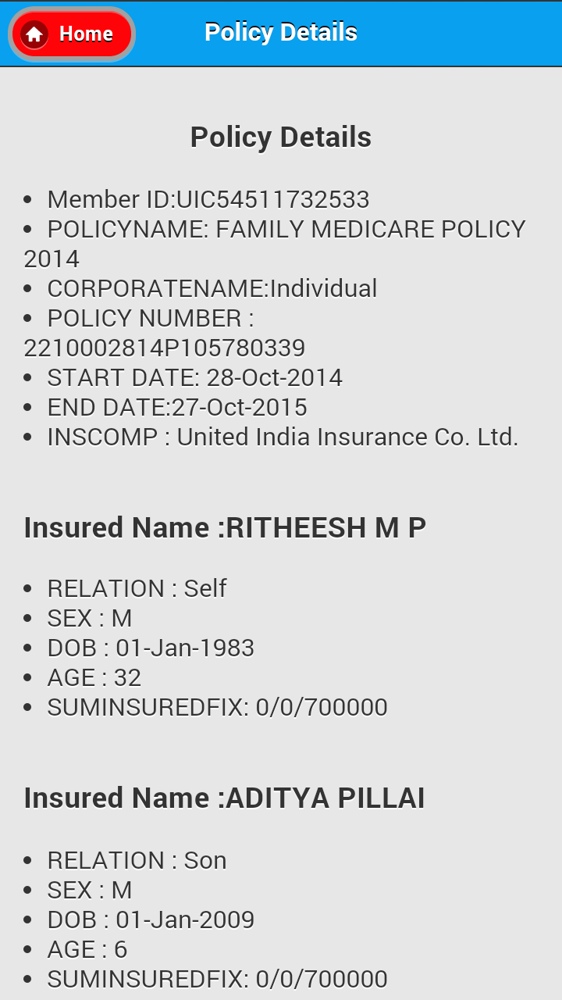 Home
Policy Details
Policy Details
• Member ID:UIC54511732533
• POLICYNAME: FAMILY MEDICARE POLICY
2014
• CORPORATENAME:Individual
• POLICY NUMBER :
2210002814P105780339
• START DATE: 28-Oct-2014
• END DATE:27-Oct-2015
• INSCOMP : United India Insurance Co. Ltd.
Insured Name :RITHEESH M P
• RELATION : Self
• SEX : M
• DOB : 01-Jan-1983
• AGE : 32
• SUMINSUREDFIX: 0/0/700000
Insured Name :ADITYA PILLAI
• RELATION : Son
• SEX : M
• DOB : 01-Jan-2009
• AGE : 6
• SUMINSUREDFIX: 0/0/700000